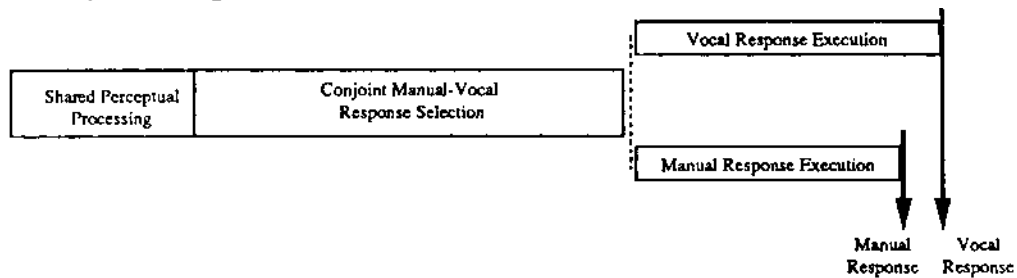 Vocal Response Execution
Shared Perceptual
Processing
Conjoint Manual-Vocal
Response Selection
Manual Response Execution
Manual
Response
Vocal
Response